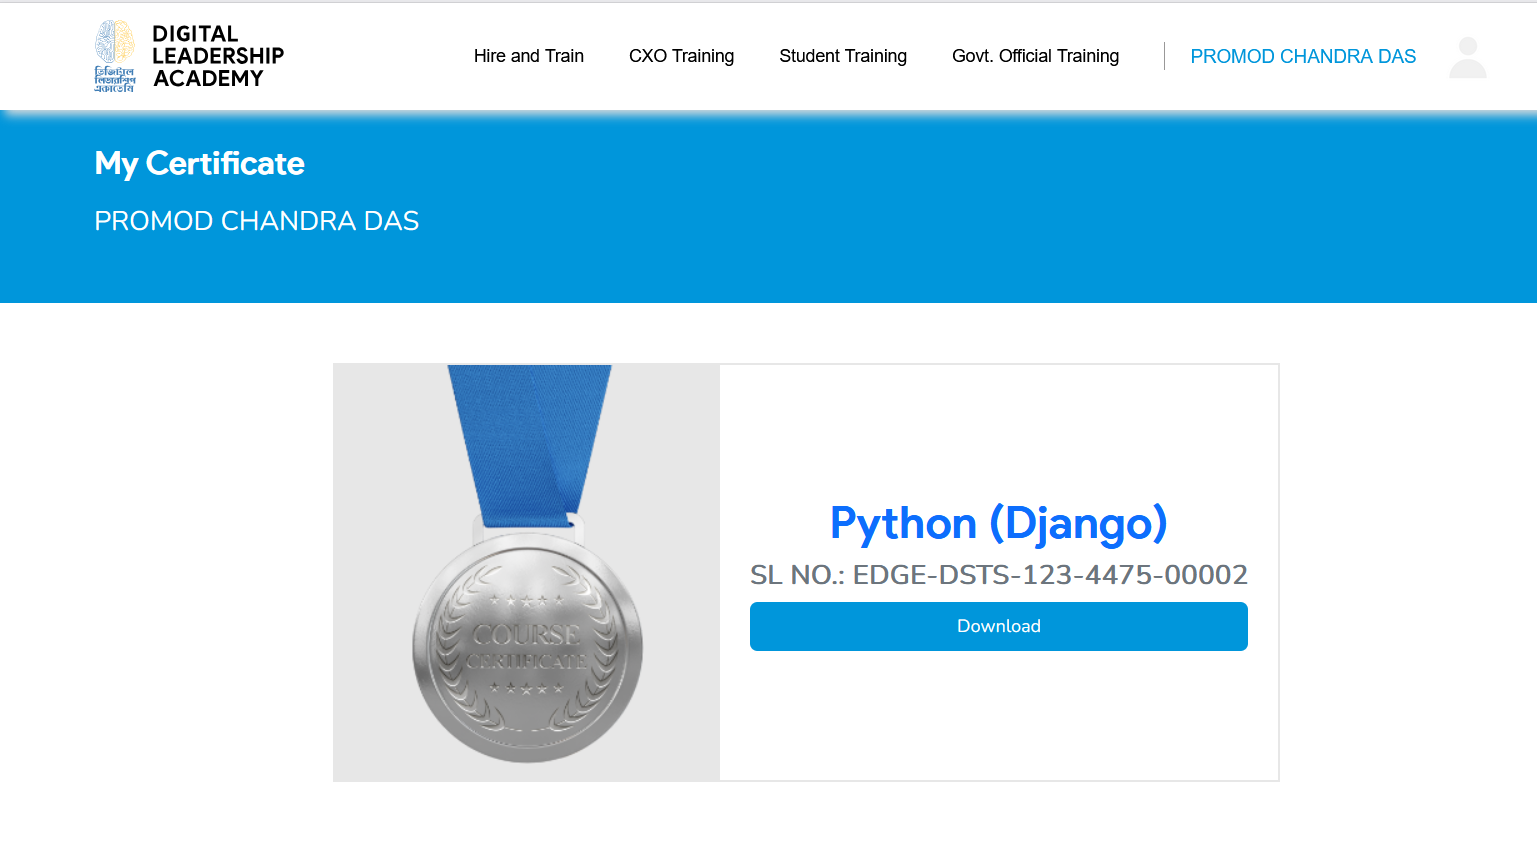 DIGITAL
LEADERSHIP
ACADEMY
ডিজিটাল
লিডারশিপ
একাডেমি
Hire and Train
CXO Training
Student Training
Govt. Official Training
PROMOD CHANDRA DAS
My Certificate
PROMOD CHANDRA DAS
COURSE
CERTIFICATE
Python (Django)
SL NO.: EDGE-DSTS-123-4475-00002
Download